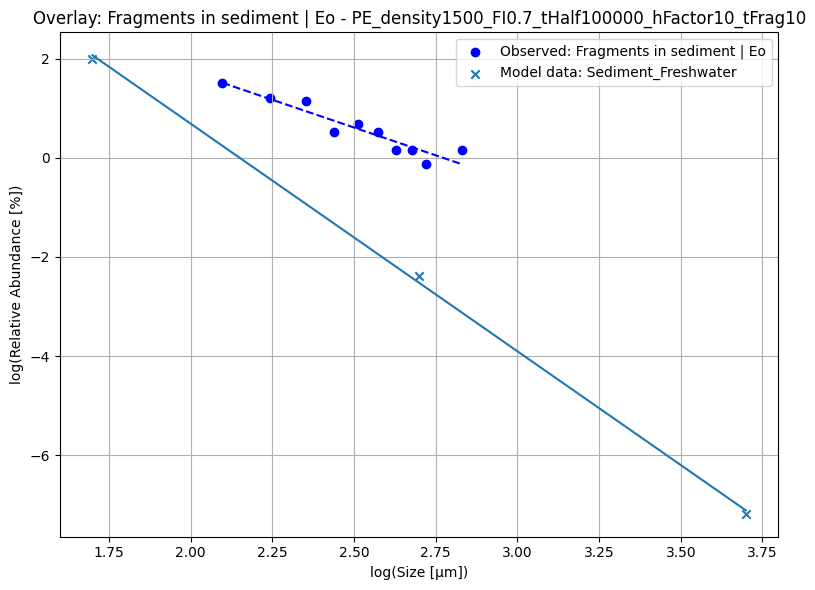 Overlay: Fragments in sediment | Eo - PE_density1500_FI0.7_tHalf100000_hFactor10_tFrag10
Observed: Fragments in sediment | Eo
Model data: Sediment_Freshwater
log(Relative Abundance [%])
2
0
−2
−4
−6
1.75
2.00
2.25
2.50
2.75
3.00
3.25
3.50
3.75
log(Size [μm])